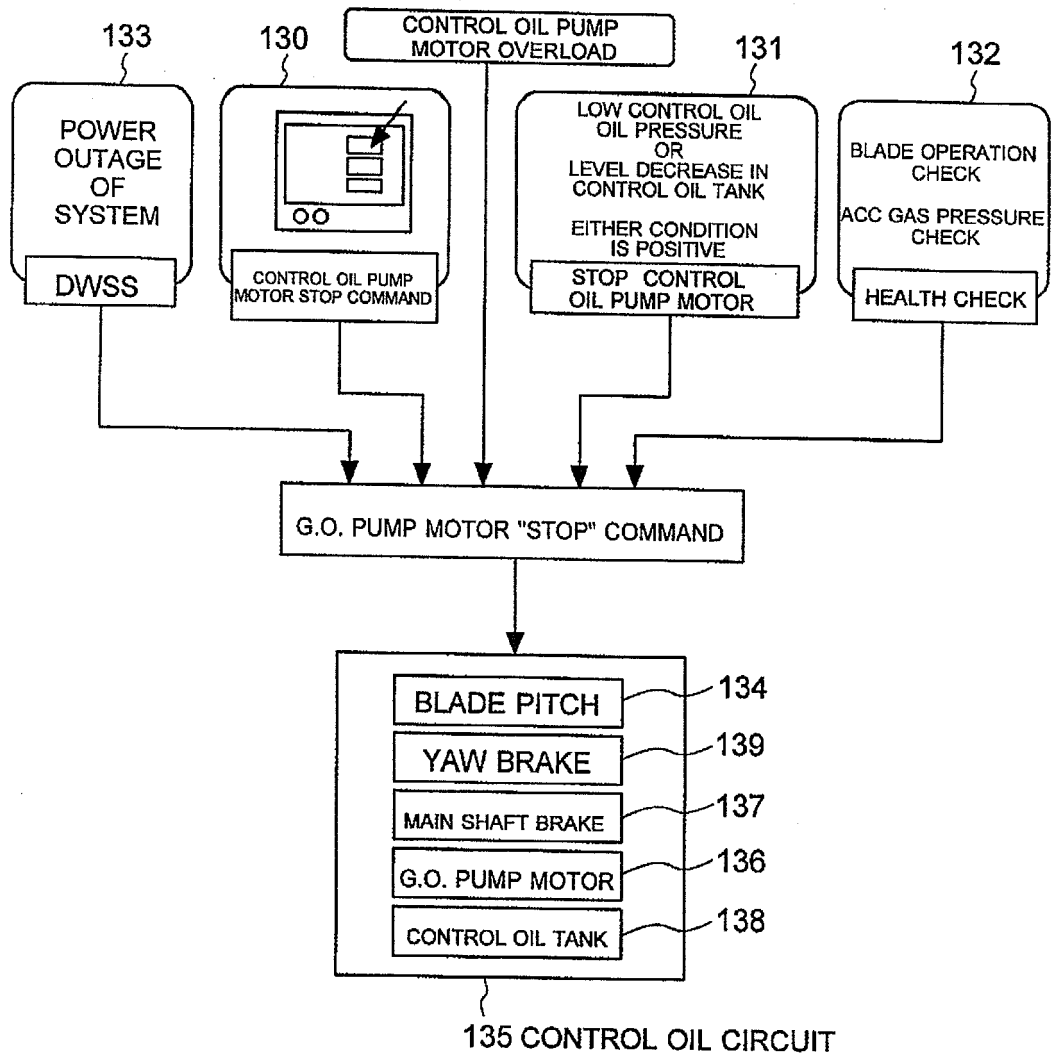 CONTROL OIL PUMP
MOTOR OVERLOAD
133
130
131
132
POWER
OUTAGE
OF
SYSTEM
DWSS
CONTROL OIL PUMP
MOTOR STOP COMMAND
LOW CONTROL OIL
OIL PRESSURE
OR
LEVEL DECREASE IN
CONTROL OIL TANK
EITHER CONDITION
IS POSITIVE
STOP CONTROL
OIL PUMP MOTOR
BLADE OPERATION
CHECK
ACC GAS PRESSURE
CHECK
HEALTH CHECK
G.O. PUMP MOTOR "STOP" COMMAND
BLADE PITCH 134
YAW BRAKE 139
MAIN SHAFT BRAKE 137
G.O. PUMP MOTOR 136
CONTROL OIL TANK 138
135 CONTROL OIL CIRCUIT